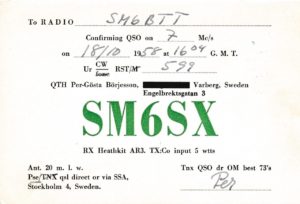 To RADIO SM6BTT
Confirming QSO on 7 Mc/s
on 18/10 1958 at 1604 G. M. T.
Ur CW/fone RST/M 599
QTH Per-Gösta Börjesson, Varberg, Sweden
Engelbrektsgatan 3
SM6SX
RX Heathkit AR3. TX:Co input 5 wtts
Ant. 20 m. l. w.
Tnx QSO dr OM best 73's
Pse/TNX qsl direct or via SSA,
Stockholm 4, Sweden.
Per